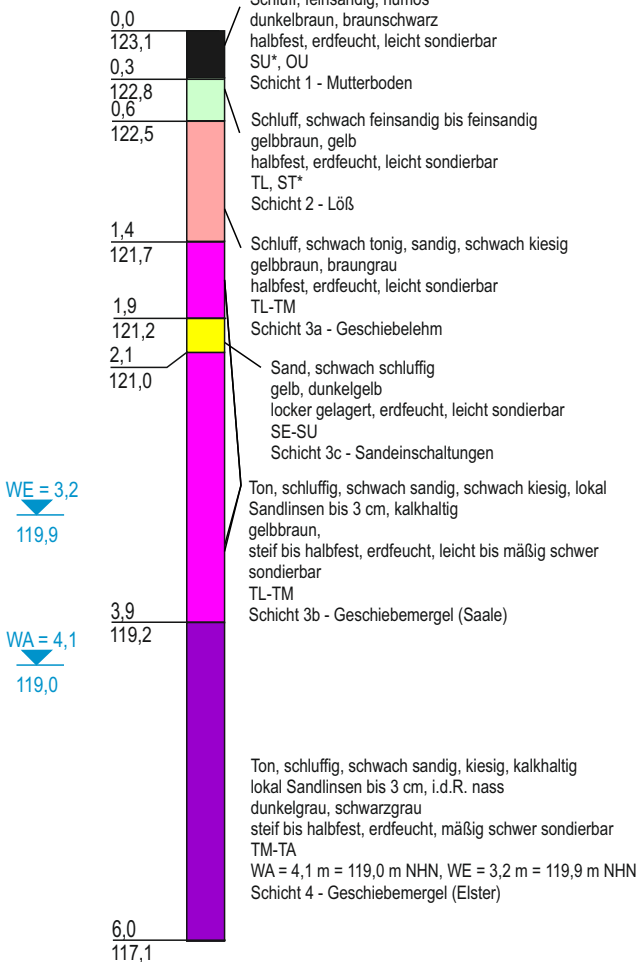 Schluff, feinsandig, humos
0,0
123,1
dunkelbraun, braunschwarz
halbfest, erdfeucht, leicht sondierbar
SU*, OU
Schicht 1 - Mutterboden
0,3
122,8
0,6
122,5
Schluff, schwach feinsandig bis feinsandig
gelbbraun, gelb
halbfest, erdfeucht, leicht sondierbar
TL, ST*
Schicht 2 - Löß
1,4
121,7
Schluff, schwach tonig, sandig, schwach kiesig
gelbbraun, braungrau
halbfest, erdfeucht, leicht sondierbar
TL-TM
Schicht 3a - Geschiebelehm
1,9
121,2
2,1
121,0
Sand, schwach schluffig
gelb, dunkelgelb
locker gelagert, erdfeucht, leicht sondierbar
SE-SU
Schicht 3c - Sandeinschaltungen
WE = 3,2
119,9
Ton, schluffig, schwach sandig, schwach kiesig, lokal
Sandlinsen bis 3 cm, kalkhaltig
gelbbraun,
steif bis halbfest, erdfeucht, leicht bis mäßig schwer
sondierbar
TL-TM
Schicht 3b - Geschiebemergel (Saale)
3,9
119,2
WA = 4,1
119,0
Ton, schluffig, schwach sandig, kiesig, kalkhaltig
lokal Sandlinsen bis 3 cm, i.d.R. nass
dunkelgrau, schwarzgrau
steif bis halbfest, erdfeucht, mäßig schwer sondierbar
TM-TA
WA = 4,1 m = 119,0 m NHN, WE = 3,2 m = 119,9 m NHN
Schicht 4 - Geschiebemergel (Elster)
6,0
117,1